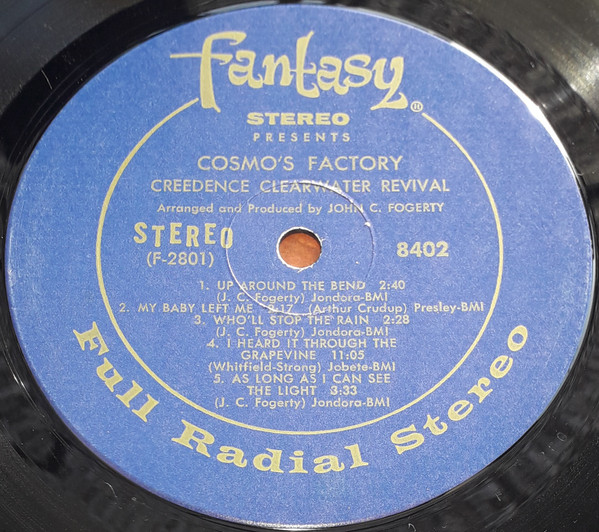 fantasy®
STEREO
PRESENTS
COSMO'S FACTORY
CREEDENCE CLEARWATER REVIVAL
Arranged and Produced by JOHN C. FOGERTY
STEREO
(F-2801)
8402
1. UP AROUND THE BEND 2:40
(J. C. Fogerty) Jondora-BMI
2. MY BABY LEFT ME 2:17 (Arthur Crudup) Presley-BMI
3. WHO'LL STOP THE RAIN 2:28
(J. C. Fogerty) Jondora-BMI
4. I HEARD IT THROUGH THE
GRAPEVINE 11:05
(Whitfield-Strong) Jobete-BMI
5. AS LONG AS I CAN SEE
THE LIGHT 3:33
(J. C. Fogerty) Jondora-BMI
Full Radial Stereo